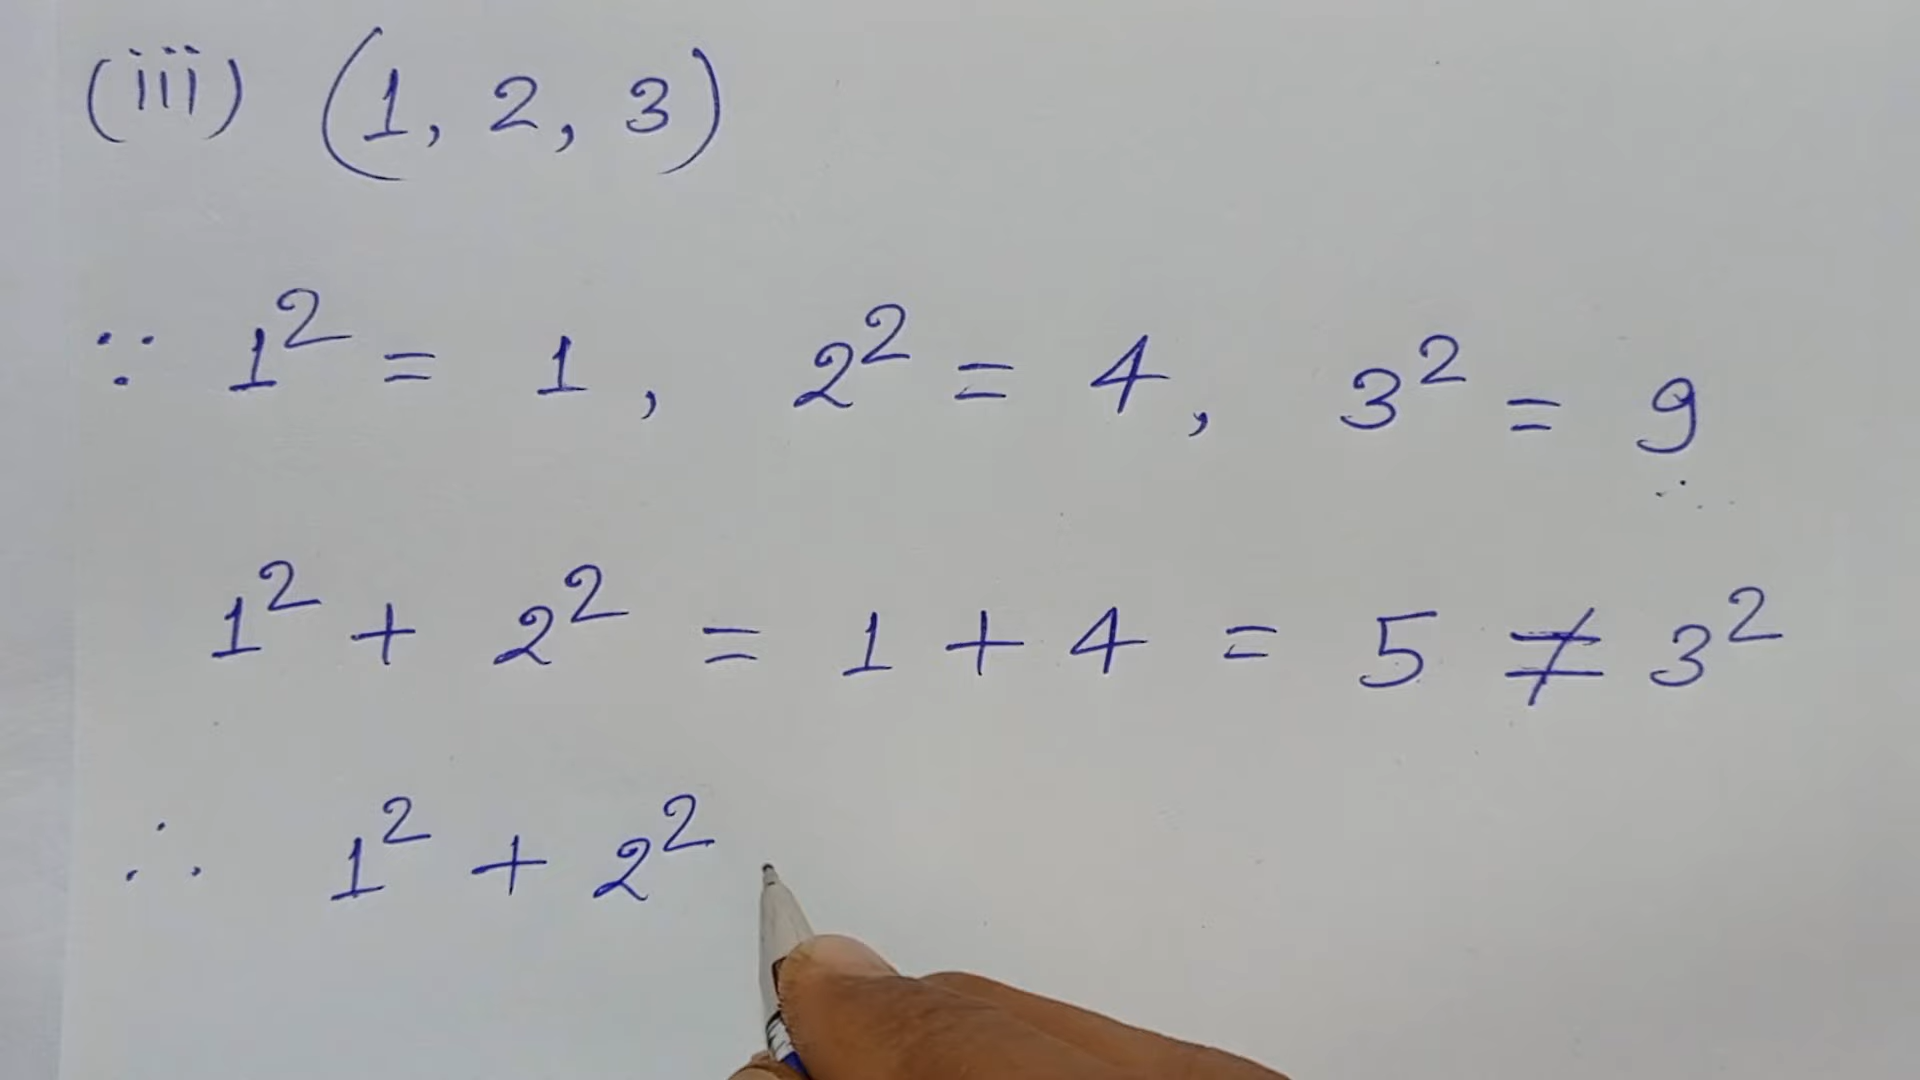 (iii) (1, 2, 3)
∵ 1² = 1, 2² = 4, 3² = 9
1² + 2² = 1 + 4 = 5 ≠ 3²
∴ 1² + 2²